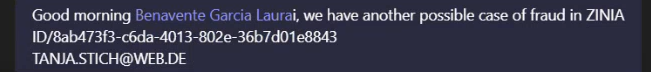 Good morning Benavente Garcia Laurai, we have another possible case of fraud in ZINIA
ID/8ab473f3-c6da-4013-802e-36b7d01e8843
TANJA.STICH@WEB.DE